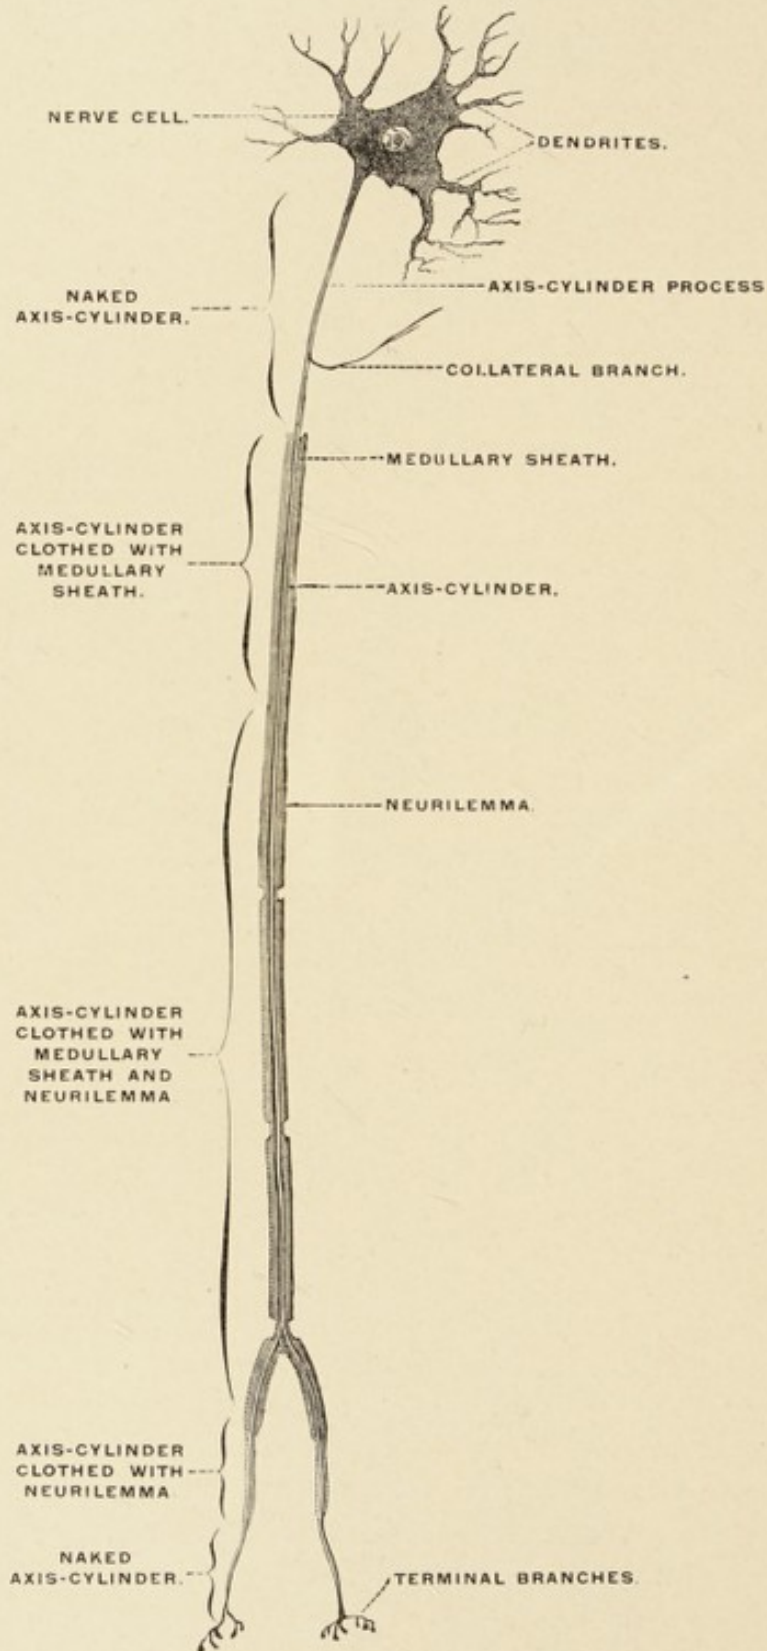 NERVE CELL.
DENDRITES.
NAKED
AXIS-CYLINDER.
AXIS-CYLINDER PROCESS
COLLATERAL BRANCH.
MEDULLARY SHEATH.
AXIS-CYLINDER
CLOTHED WITH
MEDULLARY
SHEATH.
AXIS-CYLINDER.
NEURILEMMA.
AXIS-CYLINDER
CLOTHED WITH
MEDULLARY
SHEATH AND
NEURILEMMA
AXIS-CYLINDER
CLOTHED WITH
NEURILEMMA
NAKED
AXIS-CYLINDER.
TERMINAL BRANCHES.